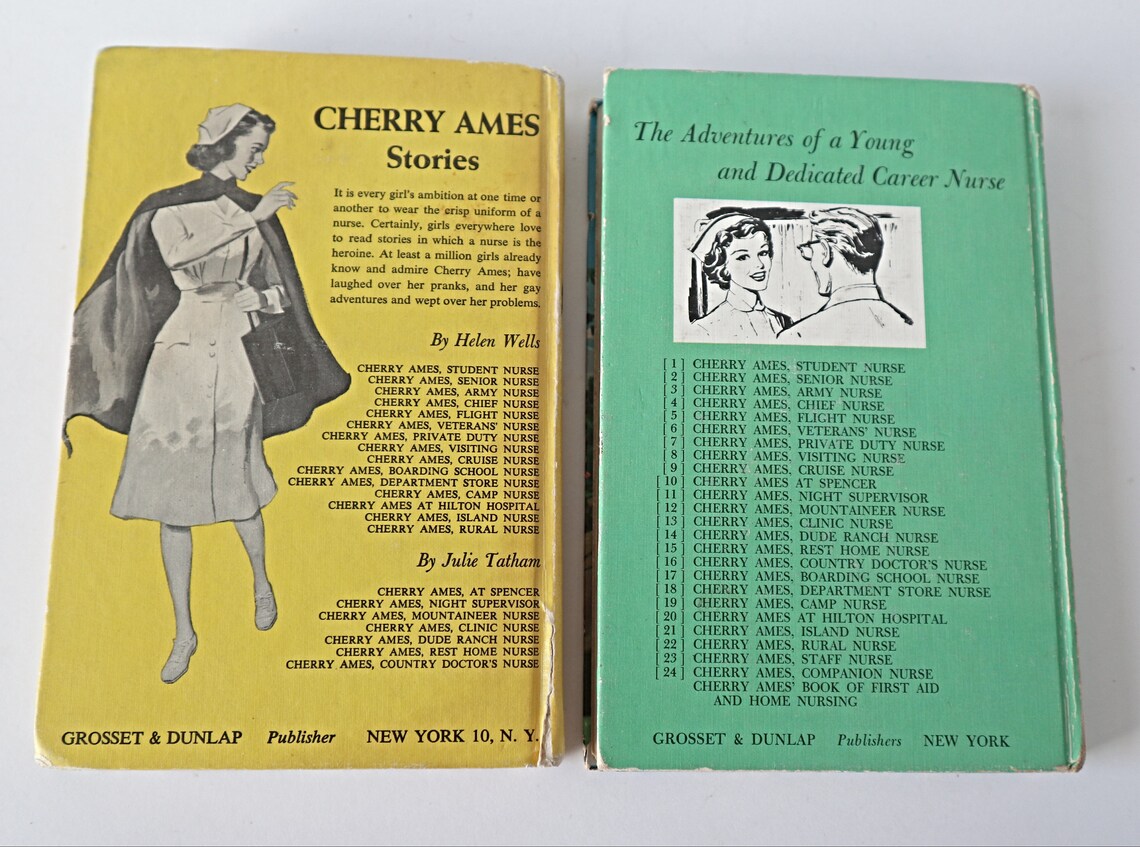 CHERRY AMES
Stories
It is every girl's ambition at one time or
another to wear the crisp uniform of a
nurse. Certainly, girls everywhere love
to read stories in which a nurse is the
heroine. At least a million girls already
know and admire Cherry Ames; have
laughed over her pranks, and her gay
adventures and wept over her problems.
By Helen Wells
CHERRY AMES, STUDENT NURSE
CHERRY AMES, SENIOR NURSE
CHERRY AMES, ARMY NURSE
CHERRY AMES, CHIEF NURSE
CHERRY AMES, FLIGHT NURSE
CHERRY AMES, VETERANS' NURSE
CHERRY AMES, PRIVATE DUTY NURSE
CHERRY AMES, VISITING NURSE
CHERRY AMES, CRUISE NURSE
CHERRY AMES, BOARDING SCHOOL NURSE
CHERRY AMES, DEPARTMENT STORE NURSE
CHERRY AMES, CAMP NURSE
CHERRY AMES AT HILTON HOSPITAL
CHERRY AMES, ISLAND NURSE
CHERRY AMES, RURAL NURSE
By Julie Tatham
CHERRY AMES, AT SPENCER
CHERRY AMES, NIGHT SUPERVISOR
CHERRY AMES, MOUNTAINEER NURSE
CHERRY AMES, CLINIC NURSE
CHERRY AMES, DUDE RANCH NURSE
CHERRY AMES, REST HOME NURSE
CHERRY AMES, COUNTRY DOCTOR'S NURSE
GROSSET & DUNLAP Publisher NEW YORK 10, N. Y.
The Adventures of a Young
and Dedicated Career Nurse
[ 1 ] CHERRY AMES, STUDENT NURSE
[ 2 ] CHERRY AMES, SENIOR NURSE
[ 3 ] CHERRY AMES, ARMY NURSE
[ 4 ] CHERRY AMES, CHIEF NURSE
[ 5 ] CHERRY AMES, FLIGHT NURSE
[ 6 ] CHERRY AMES, VETERANS' NURSE
[ 7 ] CHERRY AMES, PRIVATE DUTY NURSE
[ 8 ] CHERRY AMES, VISITING NURSE
[ 9 ] CHERRY AMES, CRUISE NURSE
[ 10 ] CHERRY AMES AT SPENCER
[ 11 ] CHERRY AMES, NIGHT SUPERVISOR
[ 12 ] CHERRY AMES, MOUNTAINEER NURSE
[ 13 ] CHERRY AMES, CLINIC NURSE
[ 14 ] CHERRY AMES, DUDE RANCH NURSE
[ 15 ] CHERRY AMES, REST HOME NURSE
[ 16 ] CHERRY AMES, COUNTRY DOCTOR'S NURSE
[ 17 ] CHERRY AMES, BOARDING SCHOOL NURSE
[ 18 ] CHERRY AMES, DEPARTMENT STORE NURSE
[ 19 ] CHERRY AMES, CAMP NURSE
[ 20 ] CHERRY AMES AT HILTON HOSPITAL
[ 21 ] CHERRY AMES, ISLAND NURSE
[ 22 ] CHERRY AMES, RURAL NURSE
[ 23 ] CHERRY AMES, STAFF NURSE
[ 24 ] CHERRY AMES, COMPANION NURSE
CHERRY AMES' BOOK OF FIRST AID
AND HOME NURSING
GROSSET & DUNLAP Publishers NEW YORK